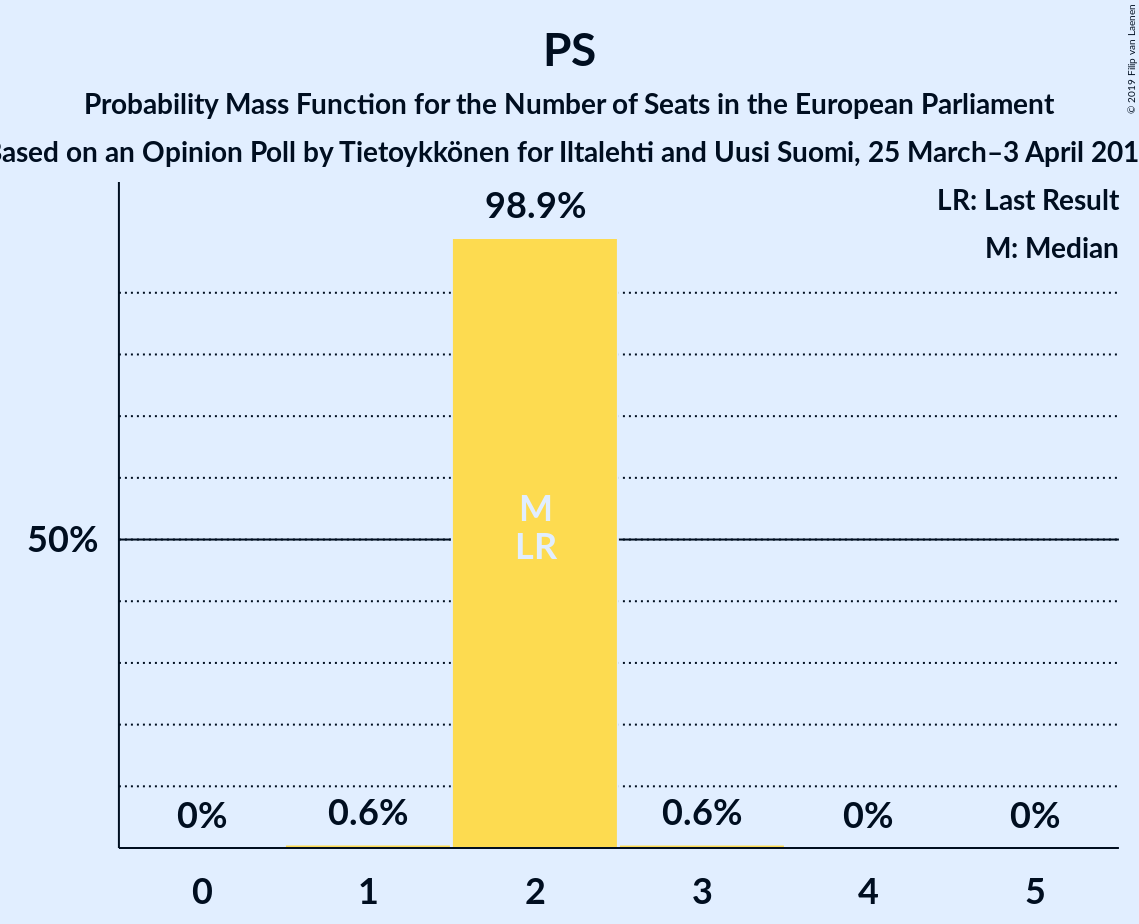 PS
Probability Mass Function for the Number of Seats in the European Parliament
Based on an Opinion Poll by Tietoykkönen for Iltalehti and Uusi Suomi, 25 March–3 April 201
© 2019 Filip van Laenen
LR: Last Result
M: Median
98.9%
M
LR
50%
0%
0.6%
0.6%
0%
0%
0 1 2 3 4 5